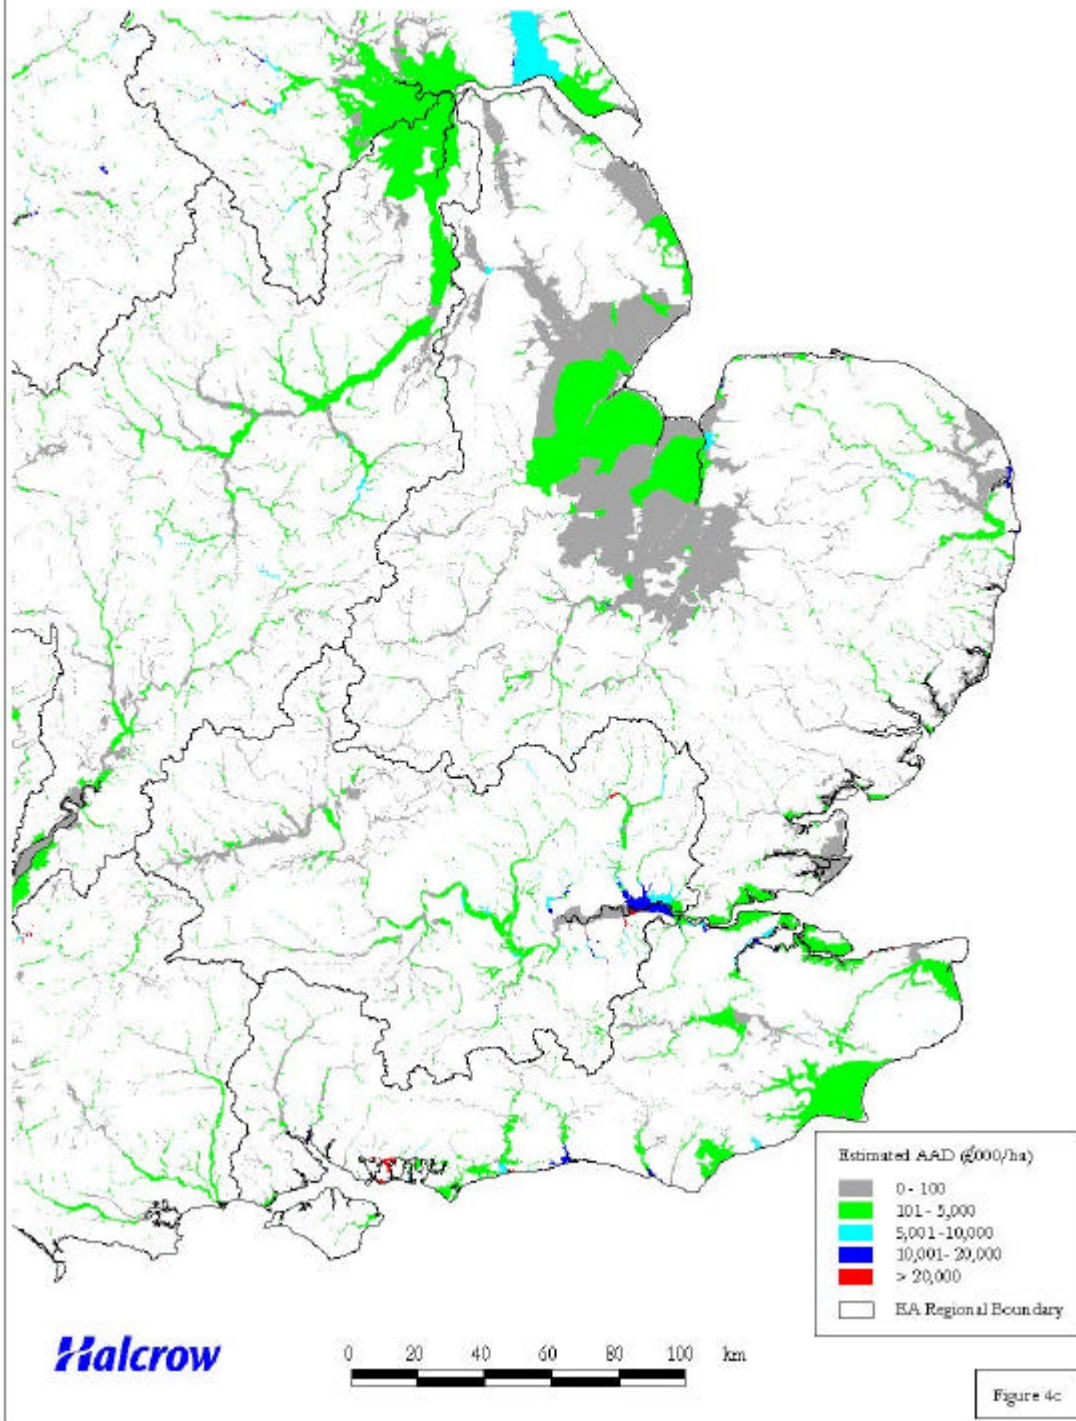 Estimated AAD (£000/ha)
0 - 100
101 - 5,000
5,001-10,000
10,001- 20,000
> 20,000
EA Regional Boundary
Halcrow
0 20 40 60 80 100 km
Figure 4c